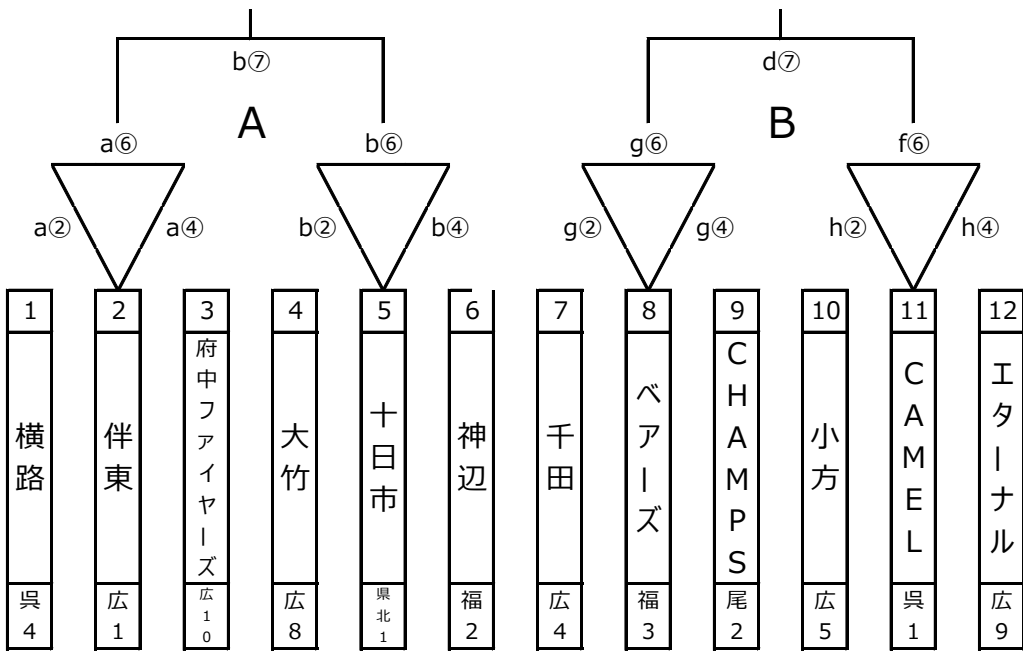 b⑦
d⑦
A
B
a⑥
b⑥
g⑥
f⑥
a②
a④
b②
b④
g②
g④
h②
h④
1
2
3
4
5
6
7
8
9
10
11
12
横路
伴東
府中ファイヤーズ
大竹
十日市
神辺
千田
ベアーズ
CHAMPS
小方
CAMEL
エターナル
呉4
広1
広10
広8
県北1
福2
広4
福3
尾2
広5
呉1
広9